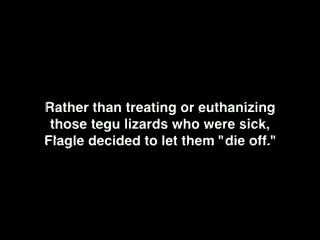 Rather than treating or euthanizing
those tegu lizards who were sick,
Flagle decided to let them "die off."